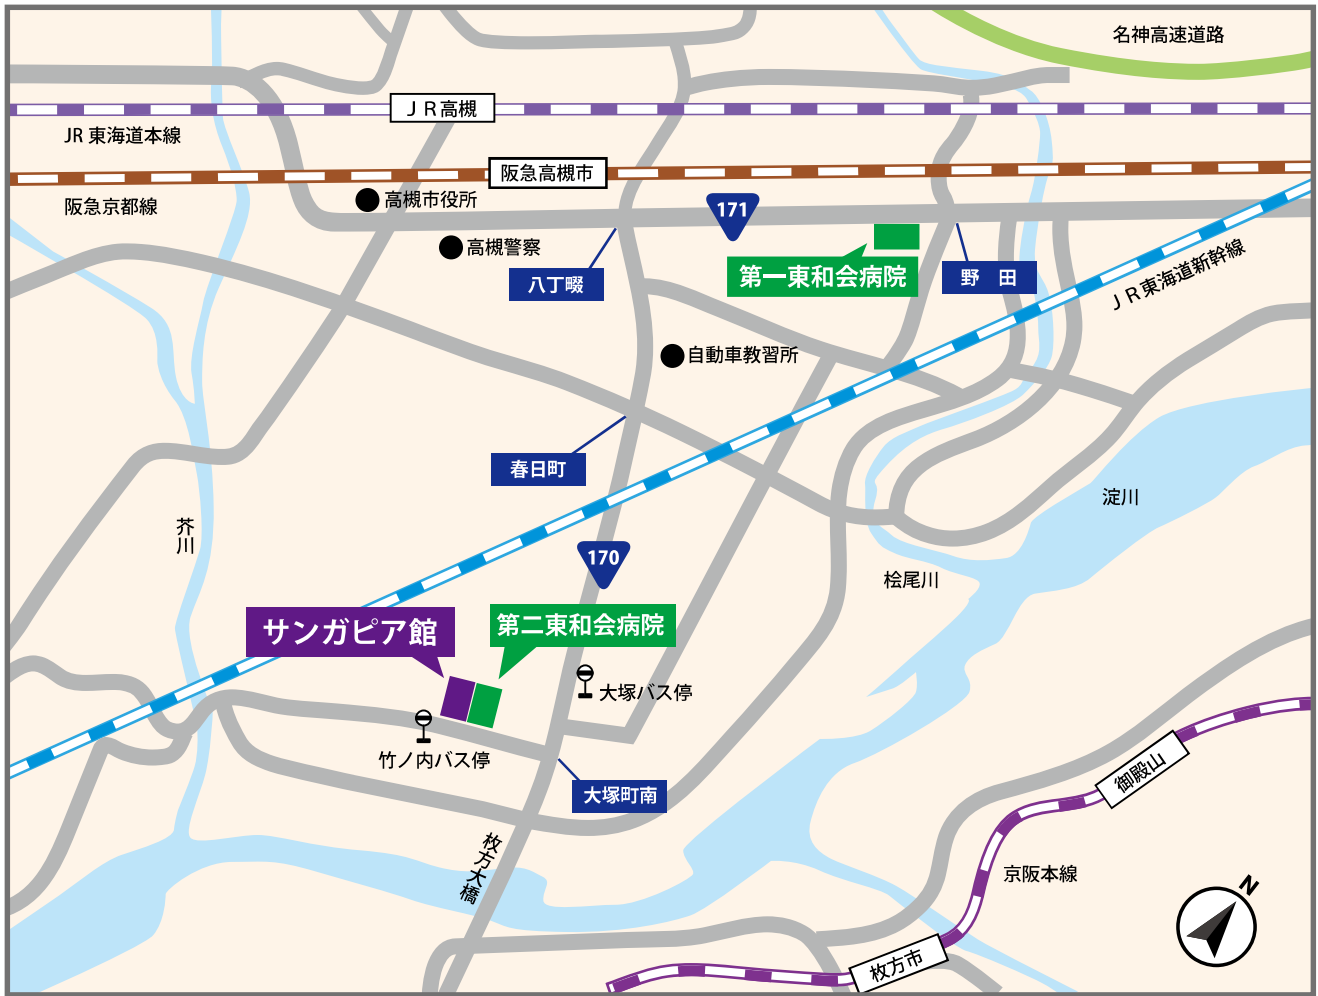 名神高速道路
JR高槻
JR東海道本線
阪急高槻市
阪急京都線
高槻市役所
171
高槻警察
八丁畷
第一東和会病院
野　田
JR東海道新幹線
自動車教習所
春日町
淀川
芥川
170
桧尾川
サンガピア館
第二東和会病院
大塚バス停
竹ノ内バス停
大塚町南
御殿山
枚方大橋
京阪本線
N
枚方市